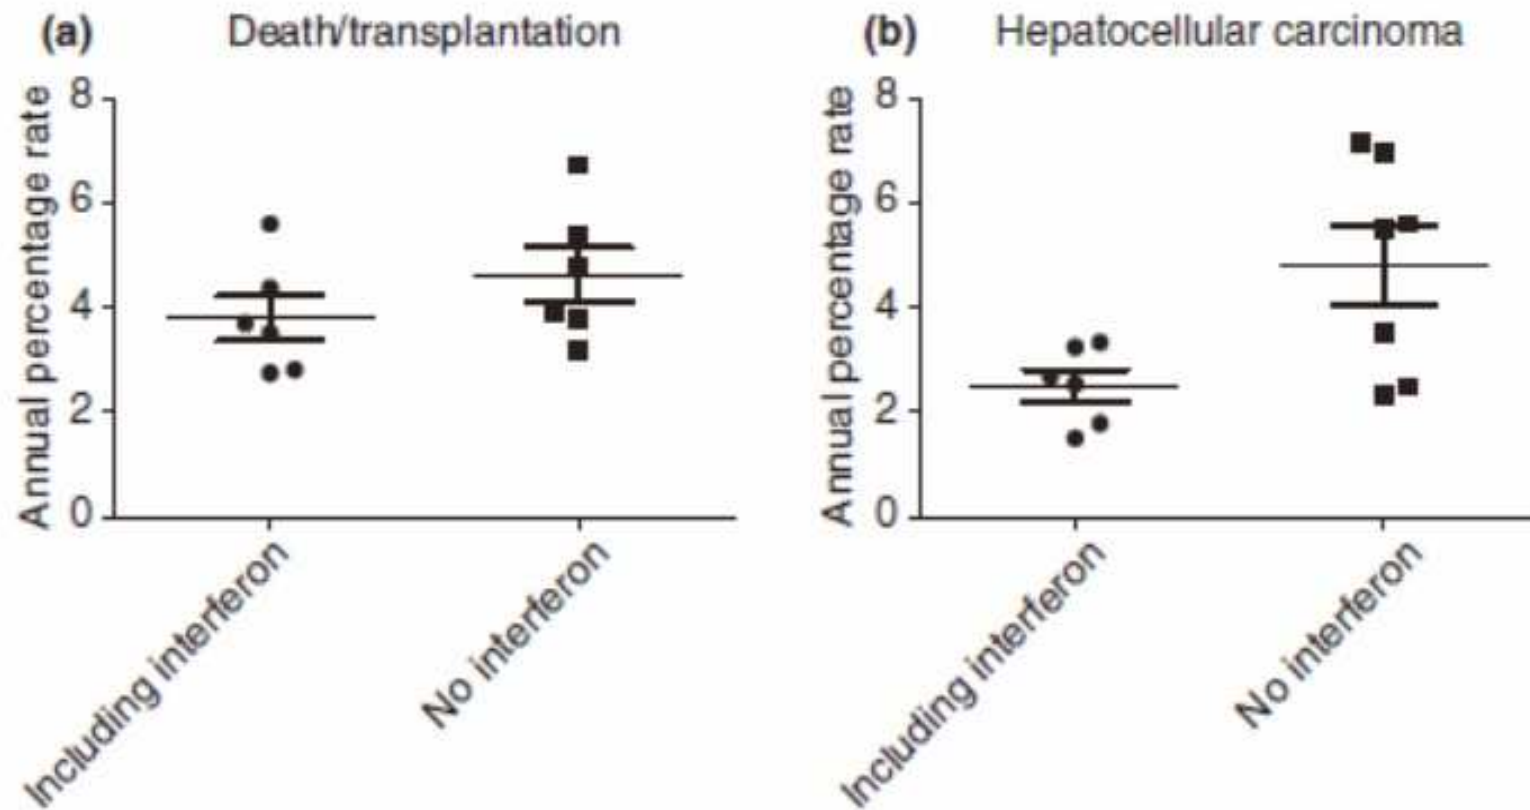 (a) Death/transplantation
Annual percentage rate
8
6
4
2
0
Including interferon
No interferon
(b) Hepatocellular carcinoma
Annual percentage rate
8
6
4
2
0
Including interferon
No interferon